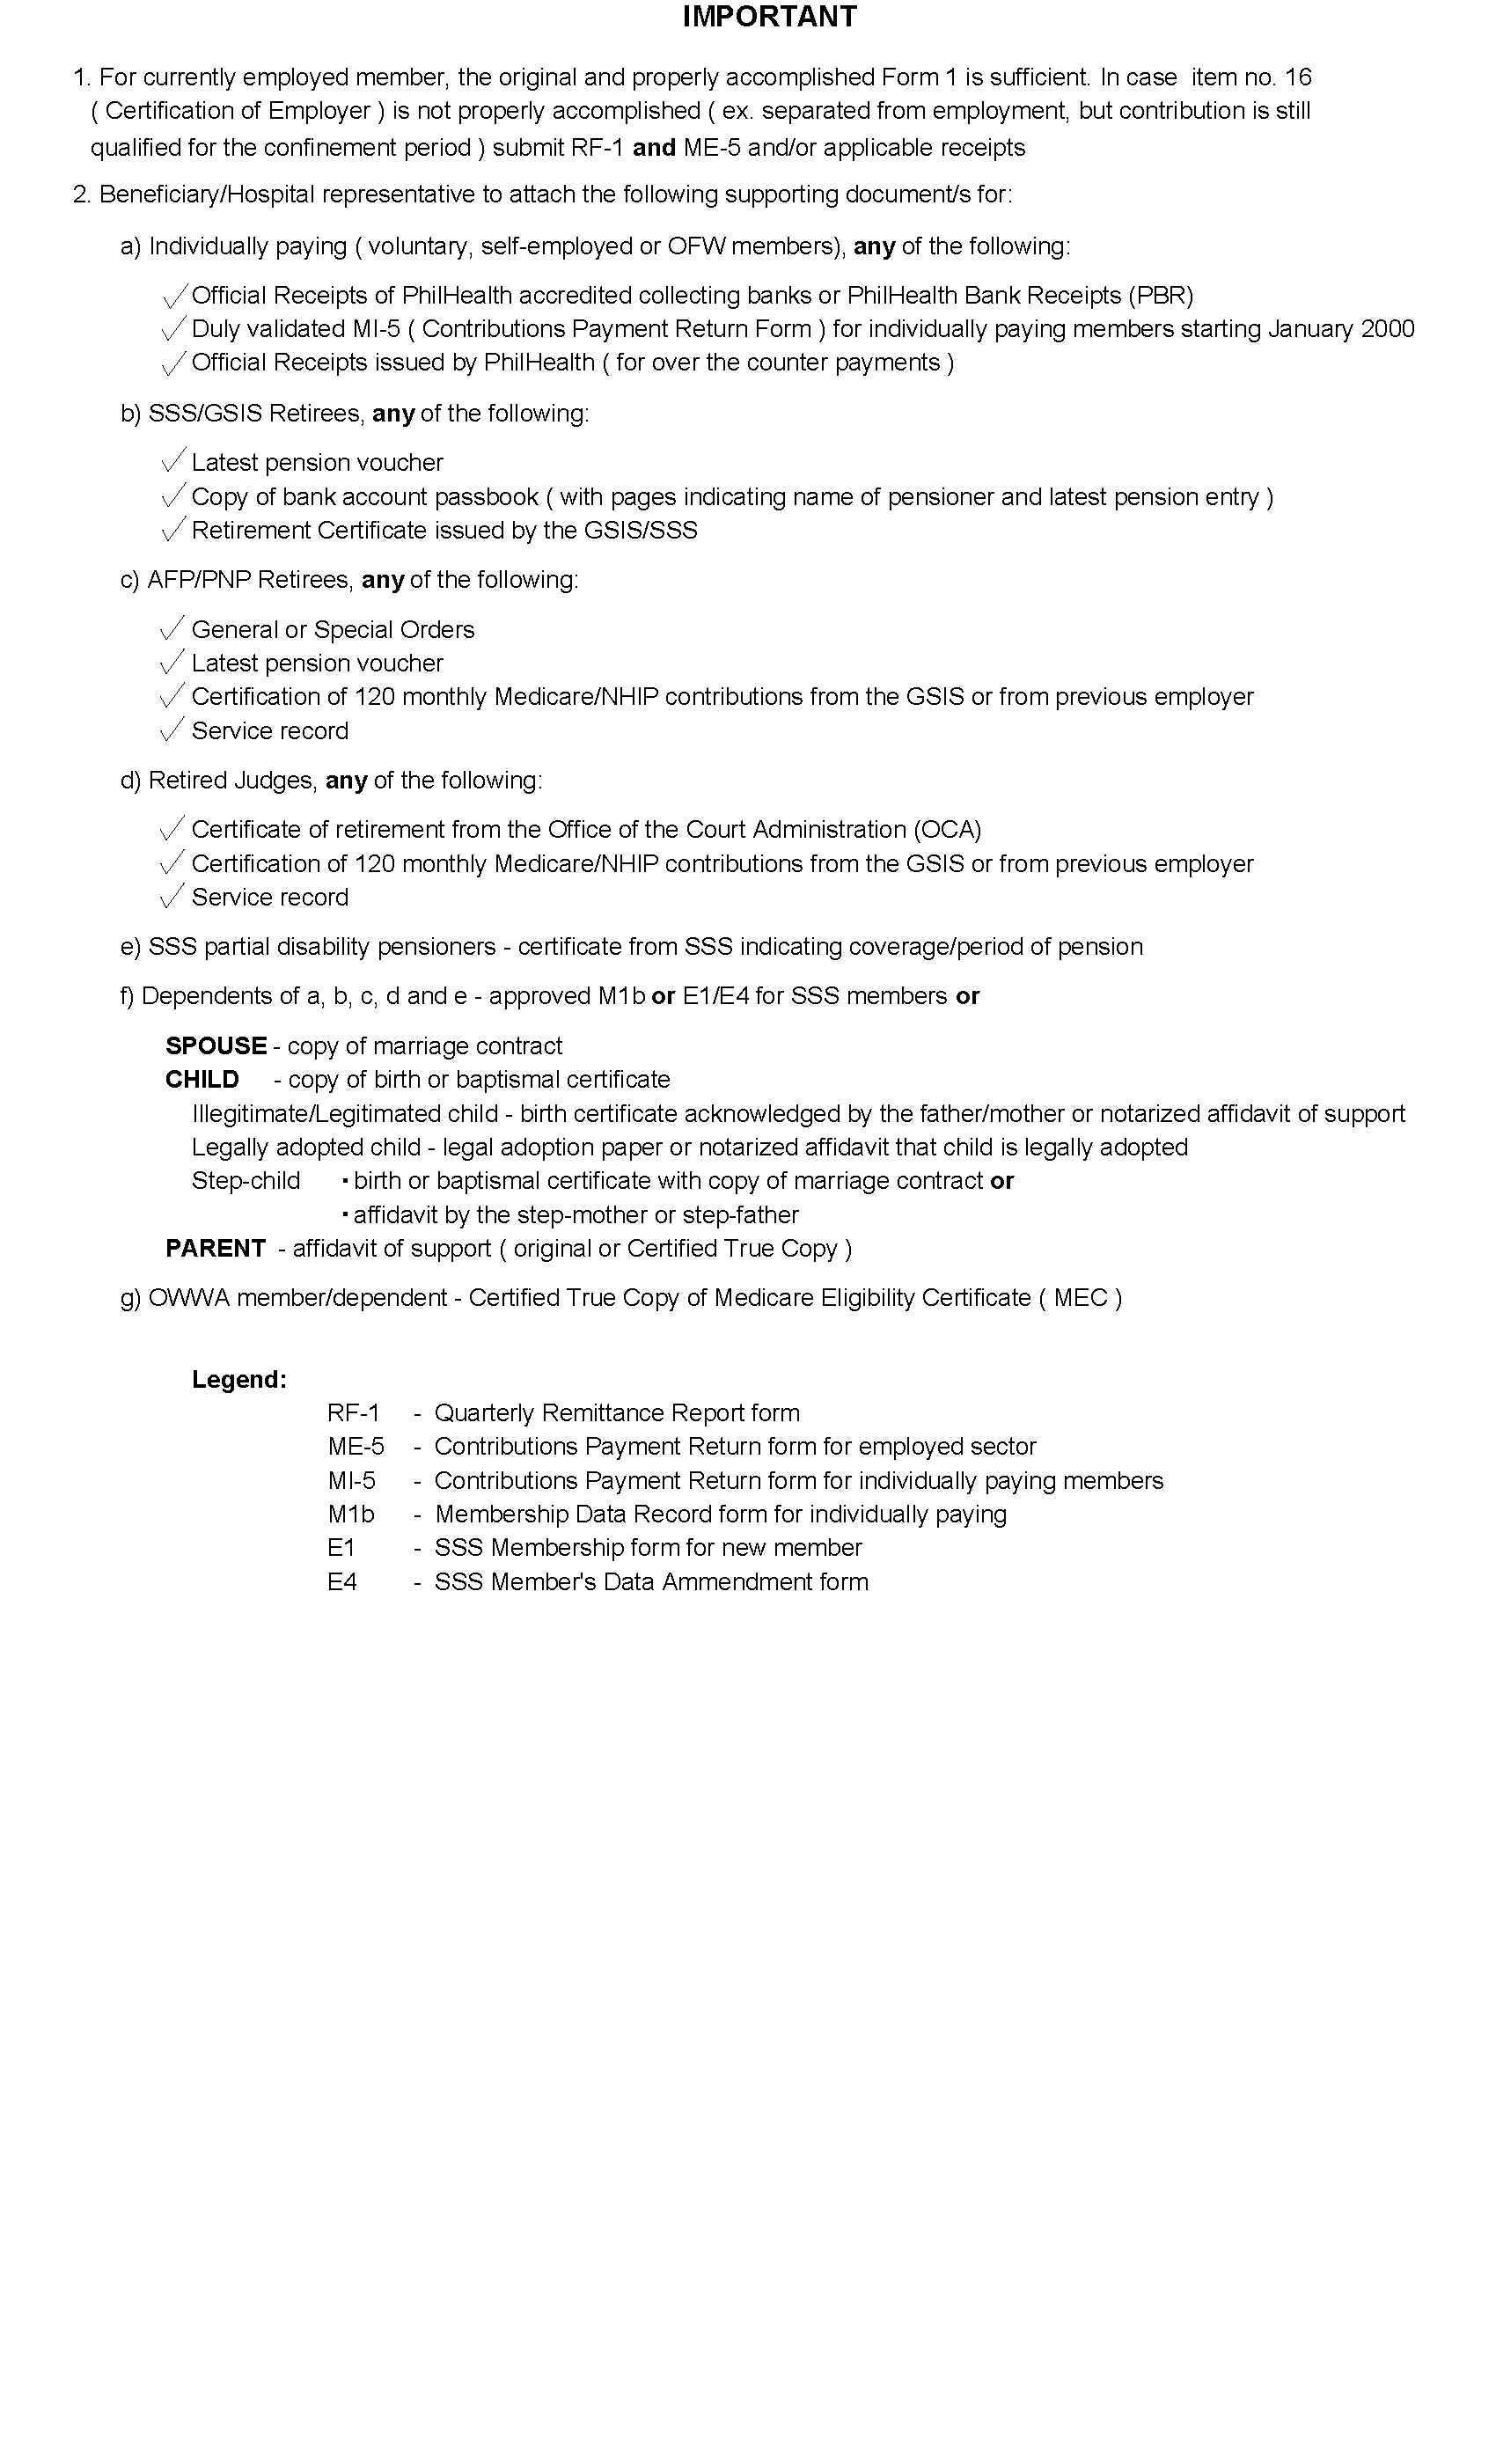 IMPORTANT
1. For currently employed member, the original and properly accomplished Form 1 is sufficient. In case item no. 16
( Certification of Employer ) is not properly accomplished ( ex. separated from employment, but contribution is still
qualified for the confinement period ) submit RF-1 and ME-5 and/or applicable receipts
2. Beneficiary/Hospital representative to attach the following supporting document/s for:
a) Individually paying ( voluntary, self-employed or OFW members), any of the following:
✓ Official Receipts of PhilHealth accredited collecting banks or PhilHealth Bank Receipts (PBR)
✓ Duly validated MI-5 ( Contributions Payment Return Form ) for individually paying members starting January 2000
✓ Official Receipts issued by PhilHealth ( for over the counter payments )
b) SSS/GSIS Retirees, any of the following:
✓ Latest pension voucher
✓ Copy of bank account passbook ( with pages indicating name of pensioner and latest pension entry )
✓ Retirement Certificate issued by the GSIS/SSS
c) AFP/PNP Retirees, any of the following:
✓ General or Special Orders
✓ Latest pension voucher
✓ Certification of 120 monthly Medicare/NHIP contributions from the GSIS or from previous employer
✓ Service record
d) Retired Judges, any of the following:
✓ Certificate of retirement from the Office of the Court Administration (OCA)
✓ Certification of 120 monthly Medicare/NHIP contributions from the GSIS or from previous employer
✓ Service record
e) SSS partial disability pensioners - certificate from SSS indicating coverage/period of pension
f) Dependents of a, b, c, d and e - approved M1b or E1/E4 for SSS members or
SPOUSE - copy of marriage contract
CHILD - copy of birth or baptismal certificate
Illegitimate/Legitimated child - birth certificate acknowledged by the father/mother or notarized affidavit of support
Legally adopted child - legal adoption paper or notarized affidavit that child is legally adopted
Step-child ▪ birth or baptismal certificate with copy of marriage contract or
▪ affidavit by the step-mother or step-father
PARENT - affidavit of support ( original or Certified True Copy )
g) OWWA member/dependent - Certified True Copy of Medicare Eligibility Certificate ( MEC )
Legend:
RF-1 - Quarterly Remittance Report form
ME-5 - Contributions Payment Return form for employed sector
MI-5 - Contributions Payment Return form for individually paying members
M1b - Membership Data Record form for individually paying
E1 - SSS Membership form for new member
E4 - SSS Member's Data Ammendment form